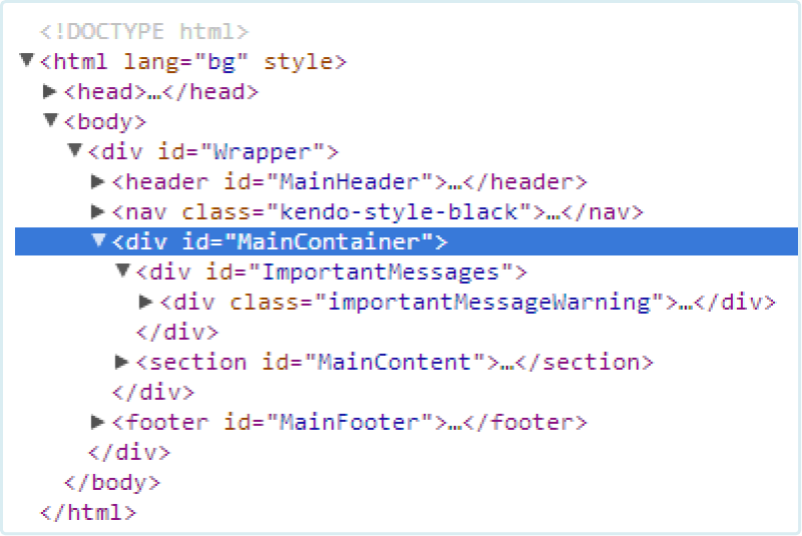 <!DOCTYPE html>
▼<html lang="bg" style>
▶<head>…</head>
▼<body>
▼<div id="Wrapper">
▶<header id="MainHeader">…</header>
▶<nav class="kendo-style-black">…</nav>
▼<div id="MainContainer">
▼<div id="ImportantMessages">
▶<div class="importantMessageWarning">…</div>
</div>
▶<section id="MainContent">…</section>
</div>
▶<footer id="MainFooter">…</footer>
</div>
</body>
</html>